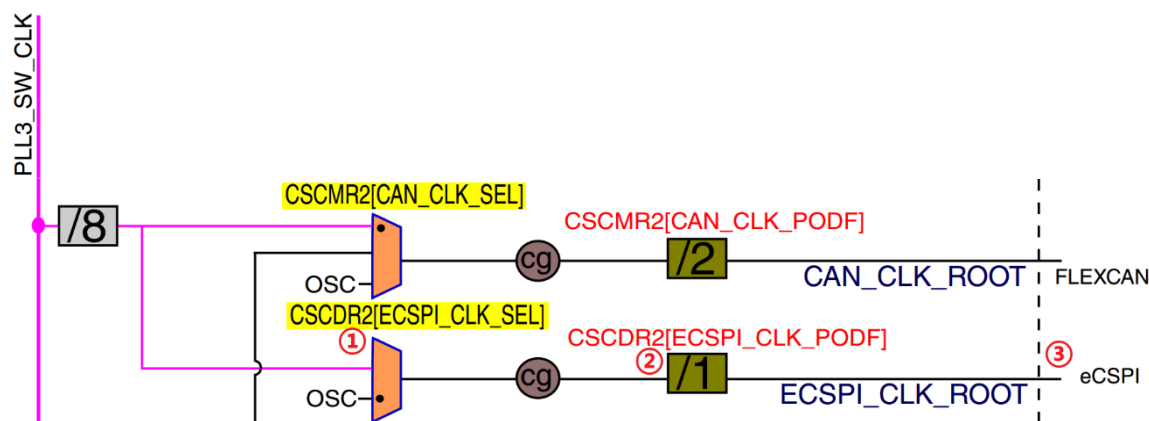 PLL3_SW_CLK
/8
CSCMR2[CAN_CLK_SEL]
CSCMR2[CAN_CLK_PODF]
cg
/2
OSC
CAN_CLK_ROOT
FLEXCAN
CSCDR2[ECSPI_CLK_SEL]
①
CSCDR2[ECSPI_CLK_PODF]
②
③
cg
/1
eCSPI
OSC
ECSPI_CLK_ROOT